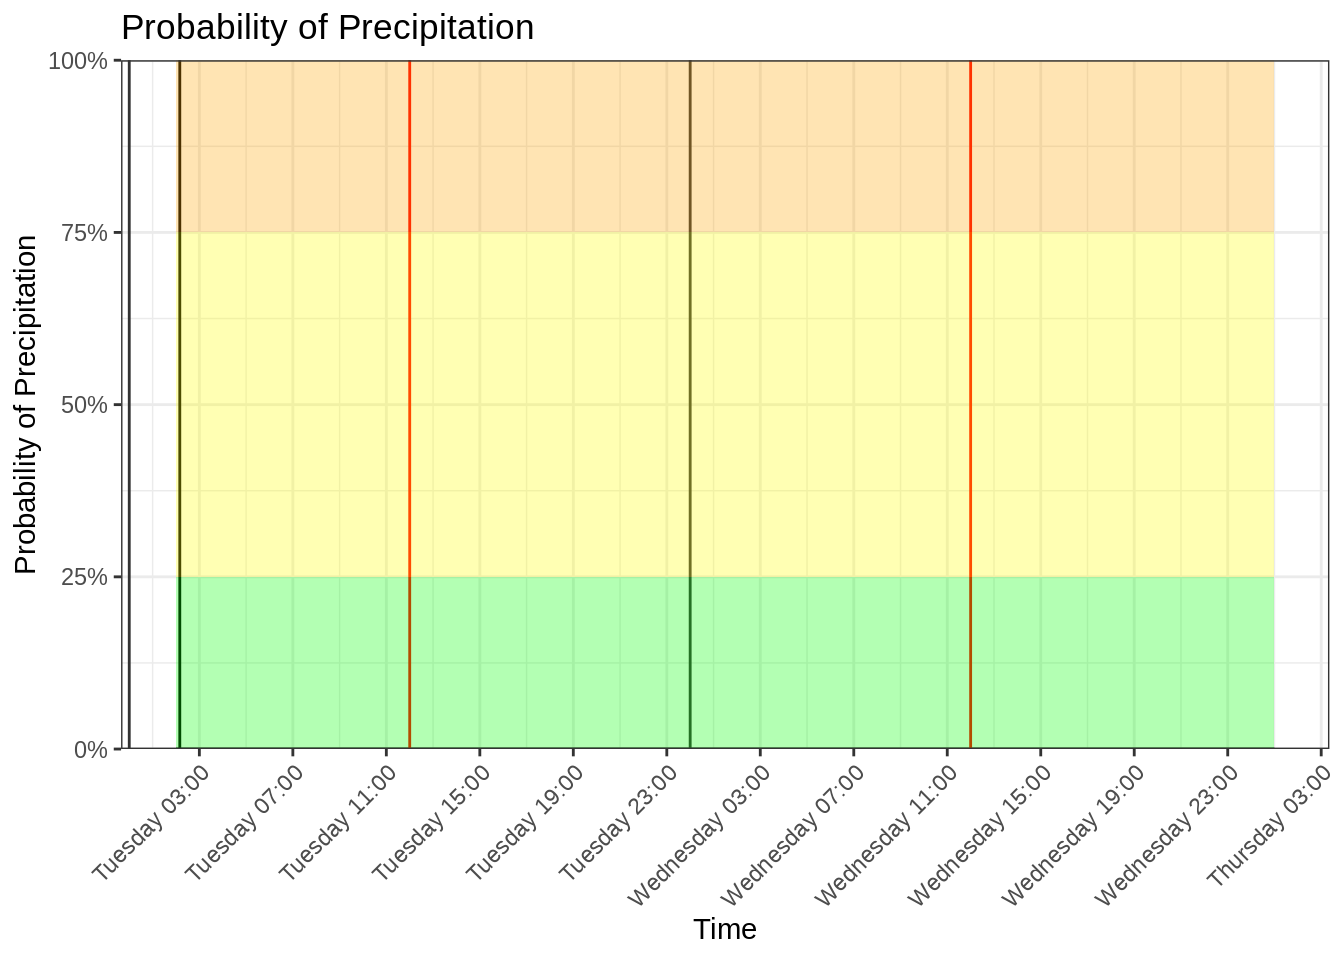 Probability of Precipitation
Probability of Precipitation
100%
75%
50%
25%
0%
Tuesday 03:00
Tuesday 07:00
Tuesday 11:00
Tuesday 15:00
Tuesday 19:00
Tuesday 23:00
Wednesday 03:00
Wednesday 07:00
Wednesday 11:00
Wednesday 15:00
Wednesday 19:00
Wednesday 23:00
Thursday 03:00
Time